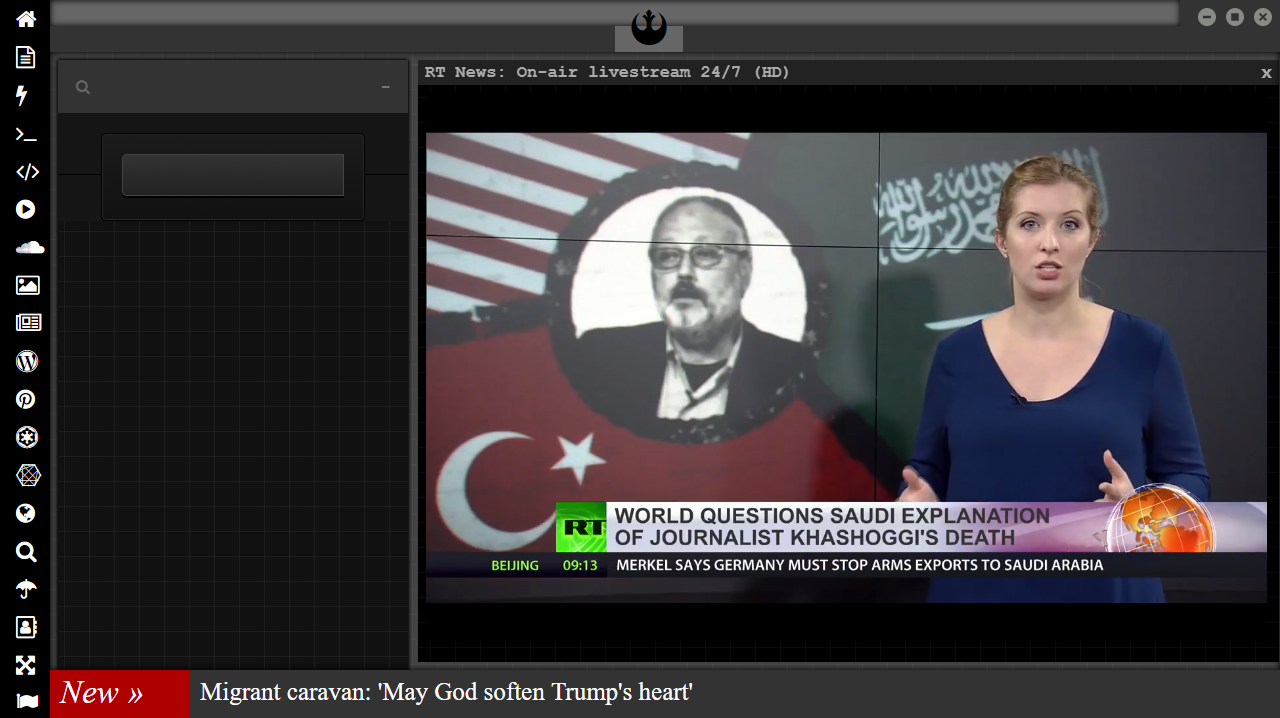 RT News: On-air livestream 24/7 (HD)
x
RT
WORLD QUESTIONS SAUDI EXPLANATION
OF JOURNALIST KHASHOGGI'S DEATH
BEIJING 09:13 MERKEL SAYS GERMANY MUST STOP ARMS EXPORTS TO SAUDI ARABIA
New » Migrant caravan: 'May God soften Trump's heart'